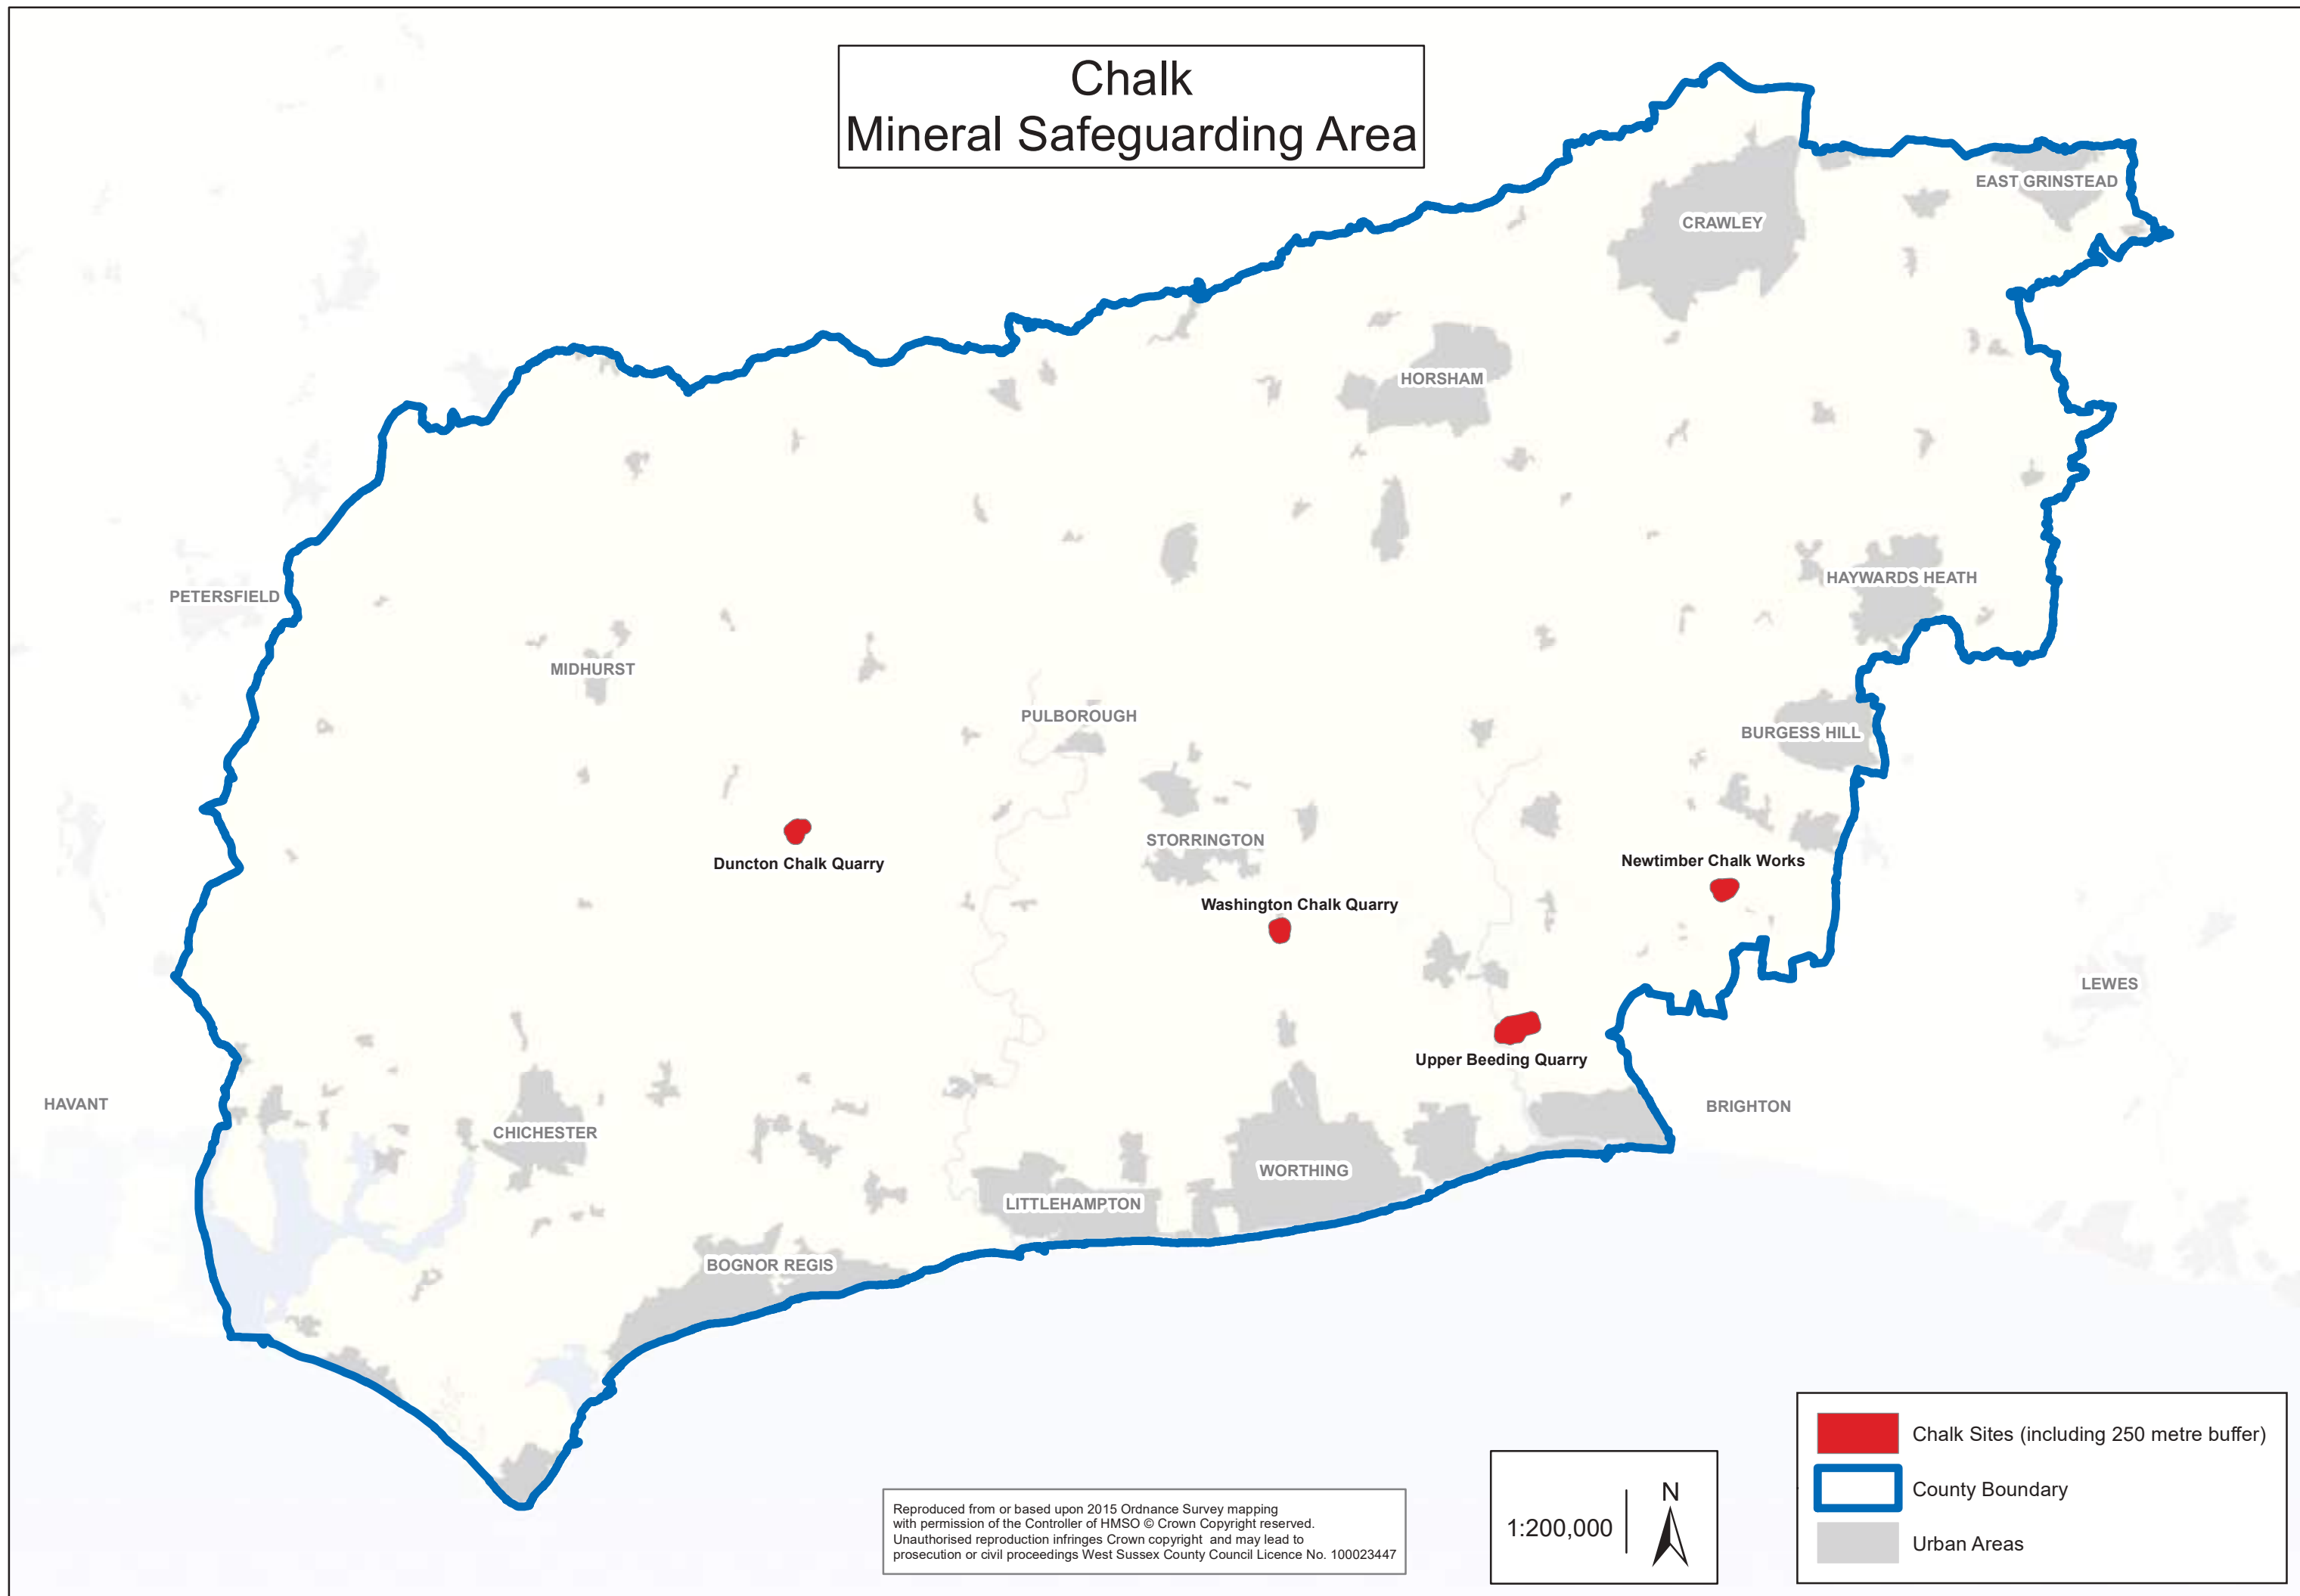 Chalk
Mineral Safeguarding Area
EAST GRINSTEAD
CRAWLEY
HORSHAM
HAYWARDS HEATH
PETERSFIELD
MIDHURST
PULBOROUGH
BURGESS HILL
STORRINGTON
Duncton Chalk Quarry
Newtimber Chalk Works
Washington Chalk Quarry
LEWES
Upper Beeding Quarry
HAVANT
BRIGHTON
CHICHESTER
WORTHING
LITTLEHAMPTON
BOGNOR REGIS
Reproduced from or based upon 2015 Ordnance Survey mapping
with permission of the Controller of HMSO © Crown Copyright reserved.
Unauthorised reproduction infringes Crown copyright and may lead to
prosecution or civil proceedings West Sussex County Council Licence No. 100023447
1:200,000
N
Chalk Sites (including 250 metre buffer)
County Boundary
Urban Areas